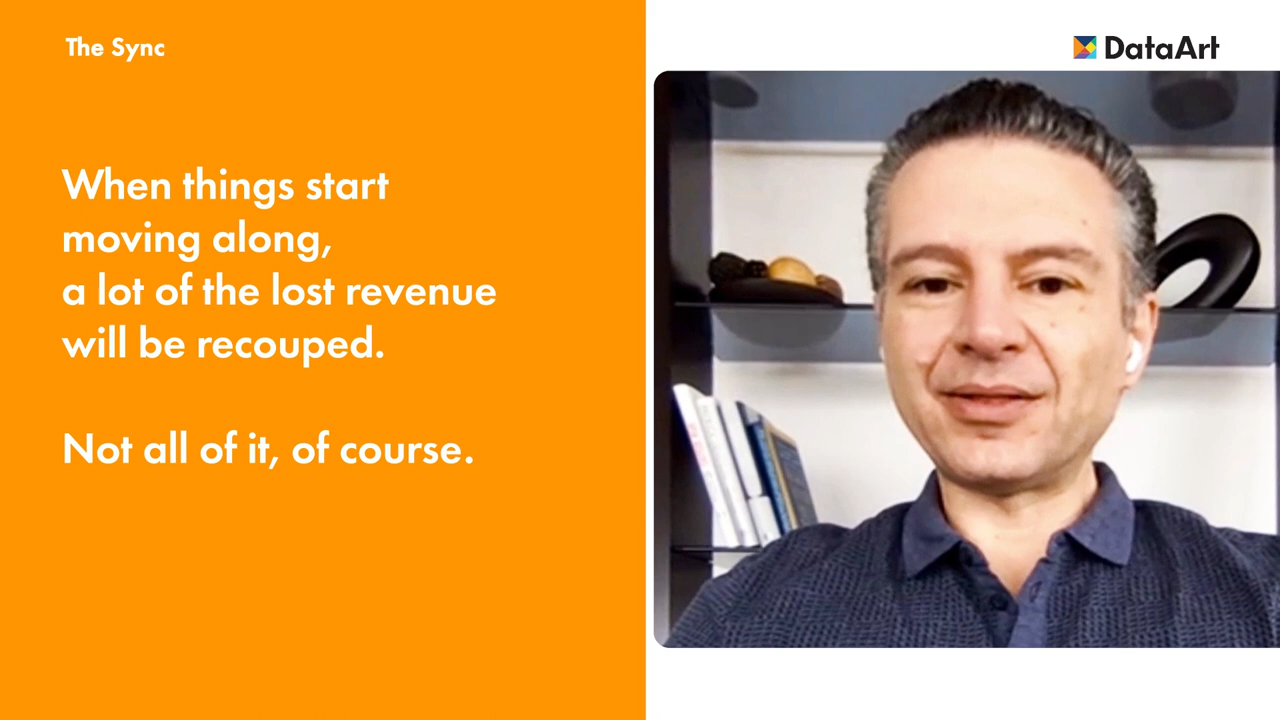 The Sync
DataArt
When things start
moving along,
a lot of the lost revenue
will be recouped.
Not all of it, of course.